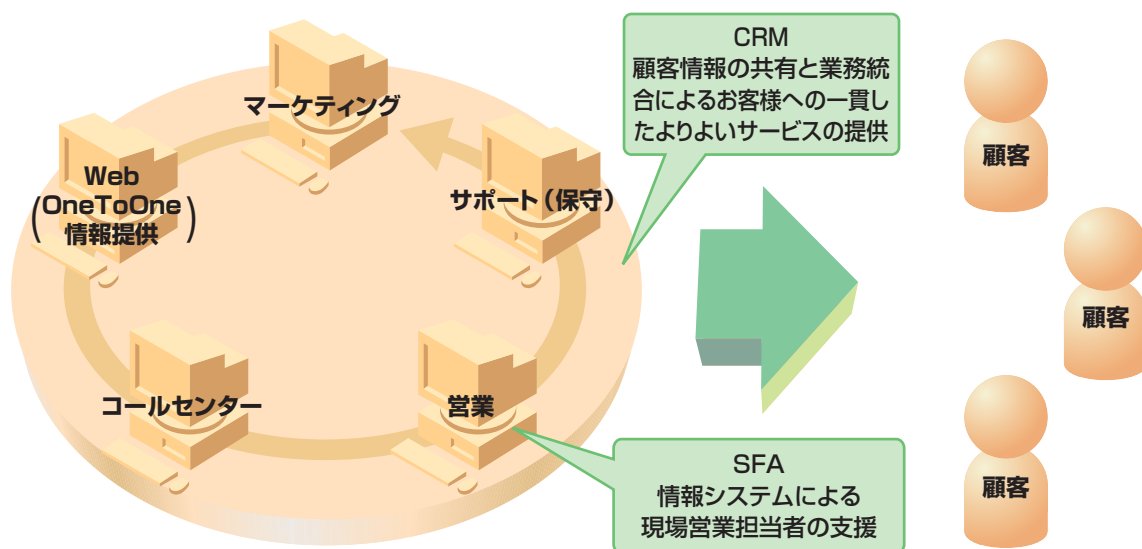 マーケティング
Web
(OneToOne)
情報提供
サポート(保守)
コールセンター
営業
CRM
顧客情報の共有と業務統
合によるお客様への一貫し
たよりよいサービスの提供
SFA
情報システムによる
現場営業担当者の支援
顧客
顧客
顧客